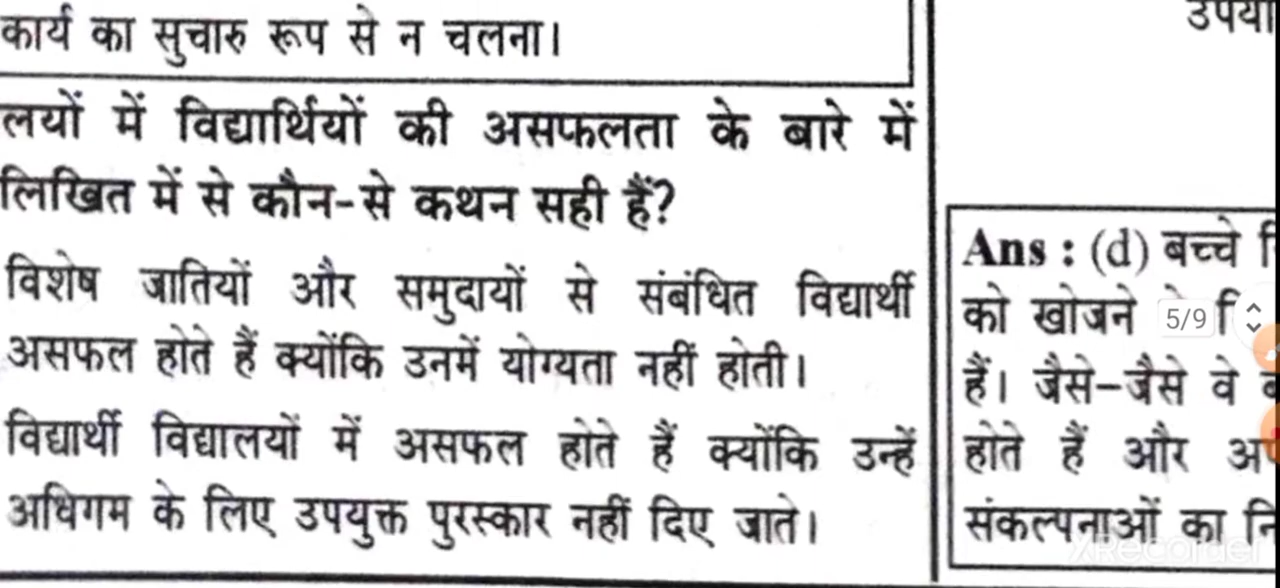 कार्य का सुचारु रूप से न चलना।
लयों में विद्यार्थियों की असफलता के बारे में
लिखित में से कौन-से कथन सही हैं?
विशेष जातियों और समुदायों से संबंधित विद्यार्थी
असफल होते हैं क्योंकि उनमें योग्यता नहीं होती।
विद्यार्थी विद्यालयों में असफल होते हैं क्योंकि उन्हें
अधिगम के लिए उपयुक्त पुरस्कार नहीं दिए जाते।
उपया
Ans : (d) बच्चे
को खोजने
5/9
हैं। जैसे-जैसे वे
होते हैं और
संकल्पनाओं का
XRecorder